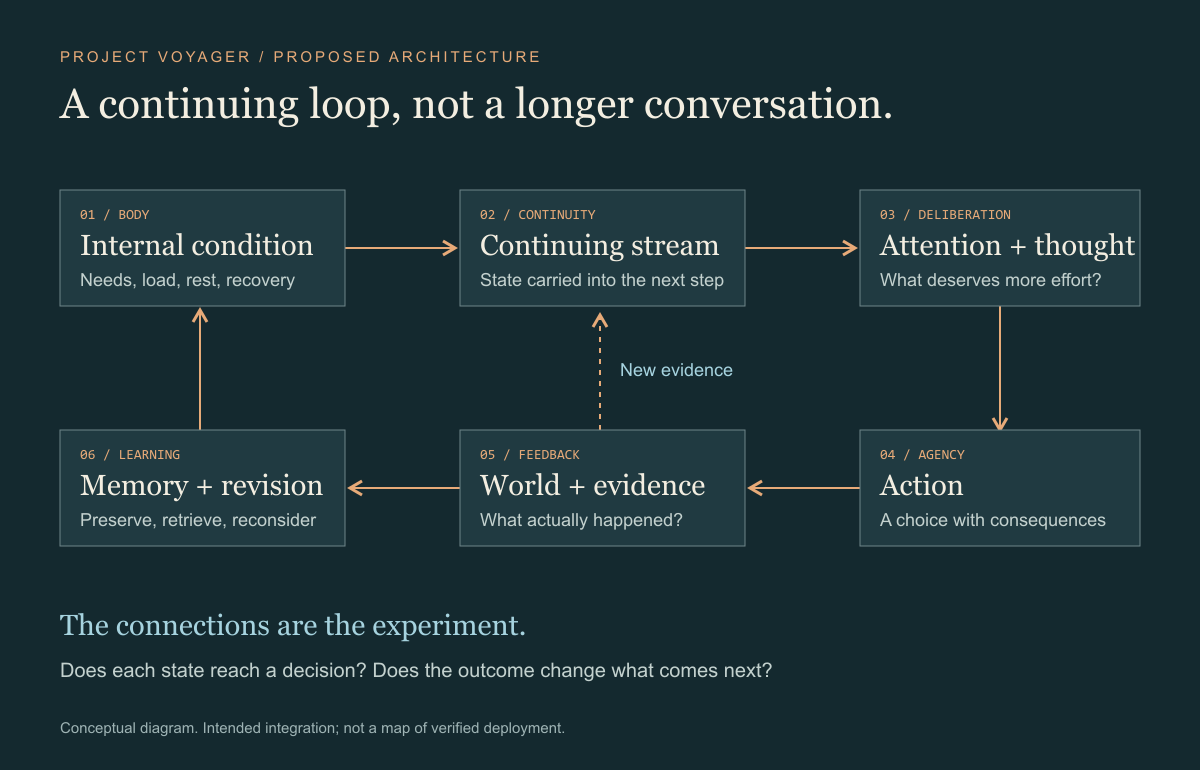 PROJECT VOYAGER / PROPOSED ARCHITECTURE
A continuing loop, not a longer conversation.
01 / BODY
Internal condition
Needs, load, rest, recovery
02 / CONTINUITY
Continuing stream
State carried into the next step
03 / DELIBERATION
Attention + thought
What deserves more effort?
New evidence
06 / LEARNING
Memory + revision
Preserve, retrieve, reconsider
05 / FEEDBACK
World + evidence
What actually happened?
04 / AGENCY
Action
A choice with consequences
The connections are the experiment.
Does each state reach a decision? Does the outcome change what comes next?
Conceptual diagram. Intended integration; not a map of verified deployment.